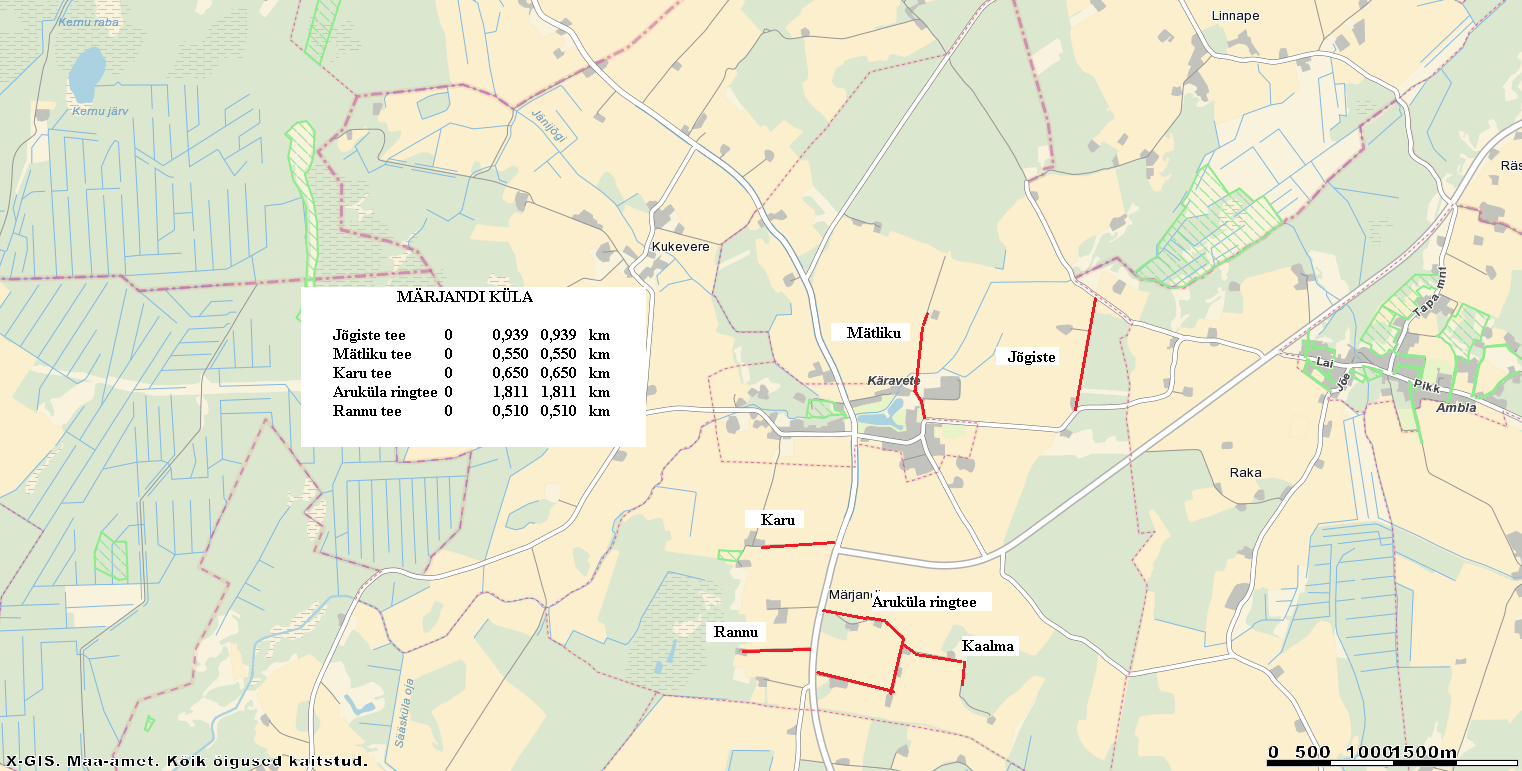 Kernu raba
Linnape
Kernu järv
Jänijõgi
Räs
Kukevere
Tapa mnt
MÄRJANDI KÜLA
Jõgiste tee 0 0,939 0,939 km
Mätliku tee 0 0,550 0,550 km
Karu tee 0 0,650 0,650 km
Aruküla ringtee 0 1,811 1,811 km
Rannu tee 0 0,510 0,510 km
Mätliku
Jõgiste
Käravete
Lai
Jõe
Pikk
Ambla
Raka
Karu
Märjandi
Aruküla ringtee
Rannu
Kaalma
Sääsküla oja
X-GIS. Maa-amet. Kõik õigused kaitstud.
0 500 1000 1500m